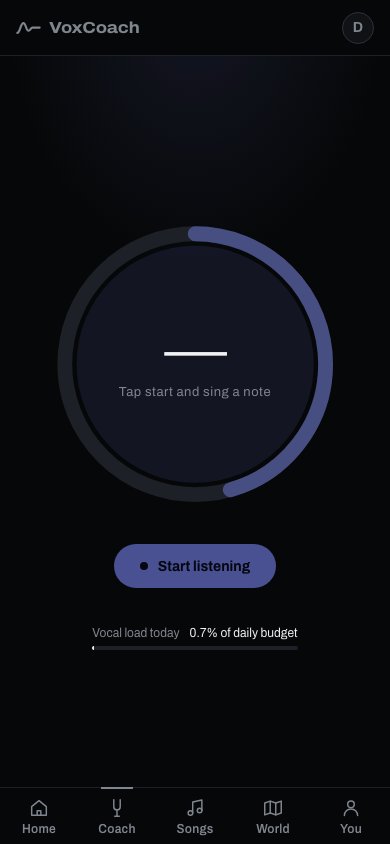 VoxCoach
D
—
Tap start and sing a note
Start listening
Vocal load today 0.7% of daily budget
Home Coach Songs World You